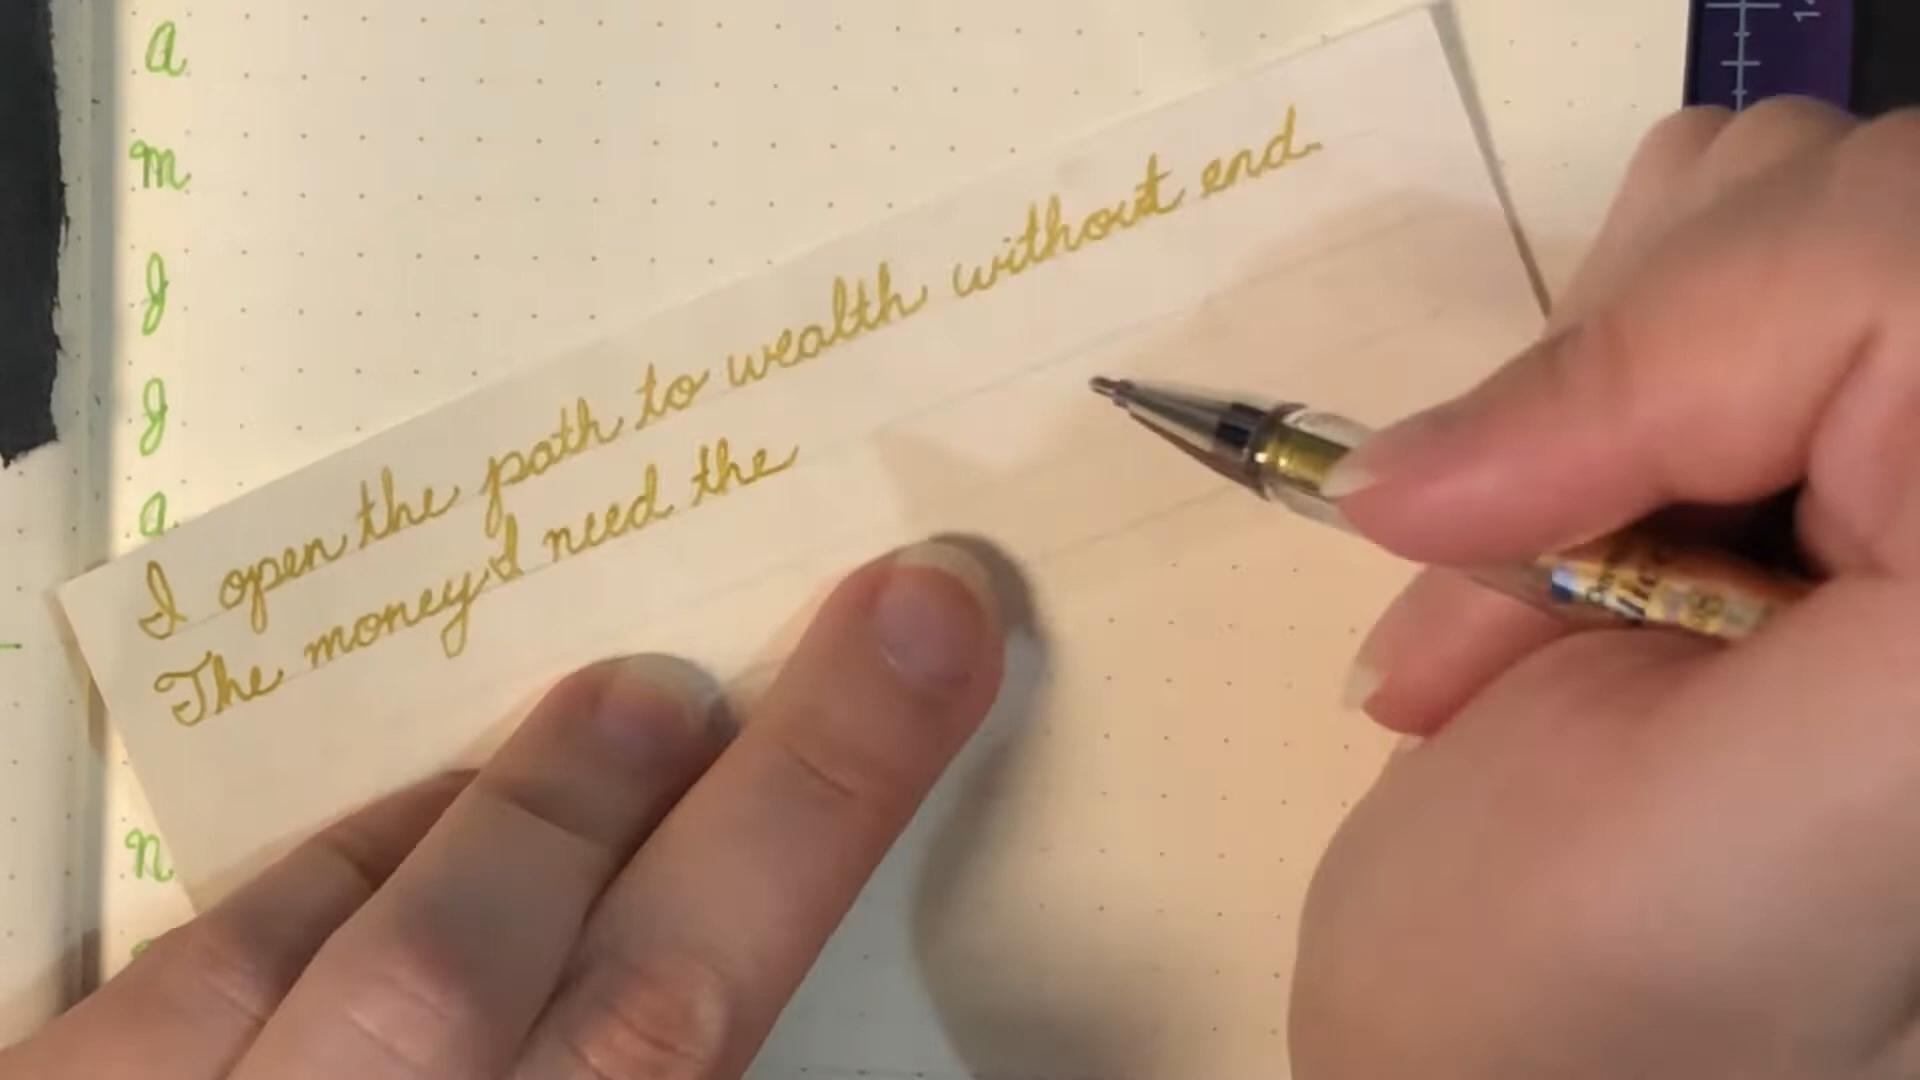 a
m
J
J
a
n
I open the path to wealth without end.
The money I need the